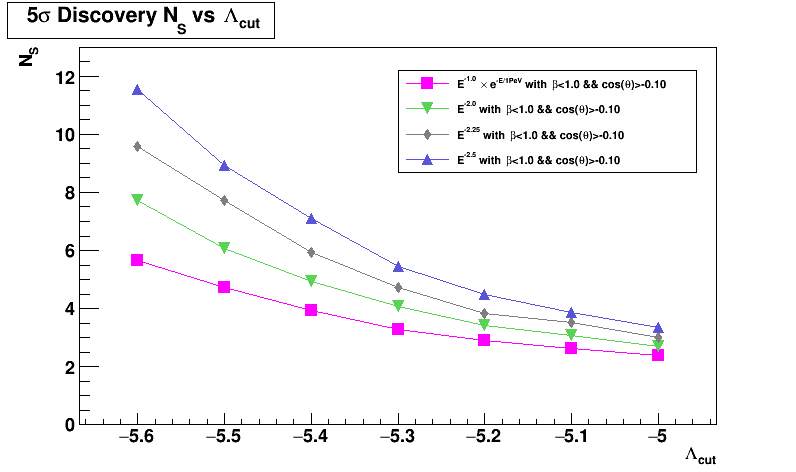 5σ Discovery N_S vs Λ_cut
N_S
E^-1.0 × e^-E/1PeV with β<1.0 && cos(θ)>-0.10
E^-2.0 with β<1.0 && cos(θ)>-0.10
E^-2.25 with β<1.0 && cos(θ)>-0.10
E^-2.5 with β<1.0 && cos(θ)>-0.10
12
10
8
6
4
2
0
−5.6 −5.5 −5.4 −5.3 −5.2 −5.1 −5
Λ_cut